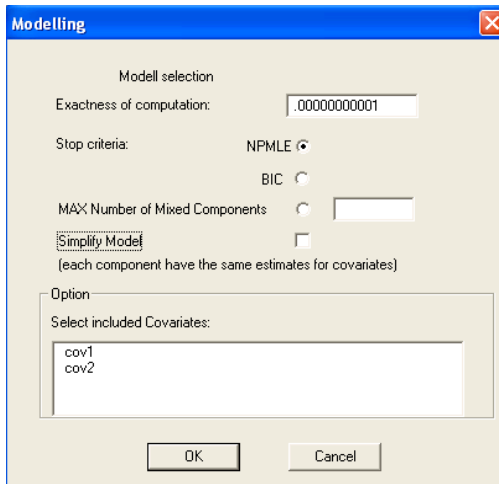 Modelling
Modell selection
Exactness of computation: .00000000001
Stop criteria: NPMLE
BIC
MAX Number of Mixed Components
Simplify Model
(each component have the same estimates for covariates)
Option
Select included Covariates:
cov1
cov2
OK Cancel